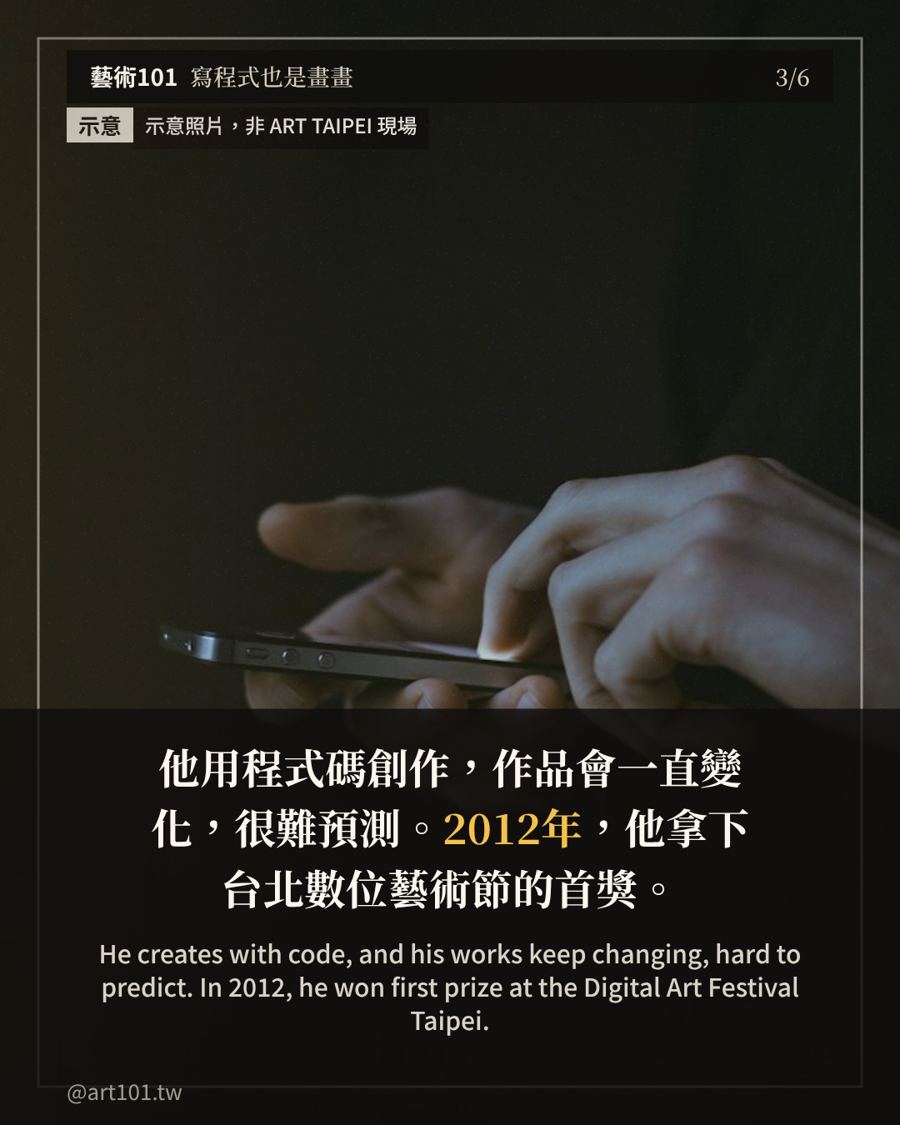 藝術101 寫程式也是畫畫 3/6
示意 示意照片，非 ART TAIPEI 現場
他用程式碼創作，作品會一直變
化，很難預測。2012年，他拿下
台北數位藝術節的首獎。
He creates with code, and his works keep changing, hard to
predict. In 2012, he won first prize at the Digital Art Festival
Taipei.
@art101.tw